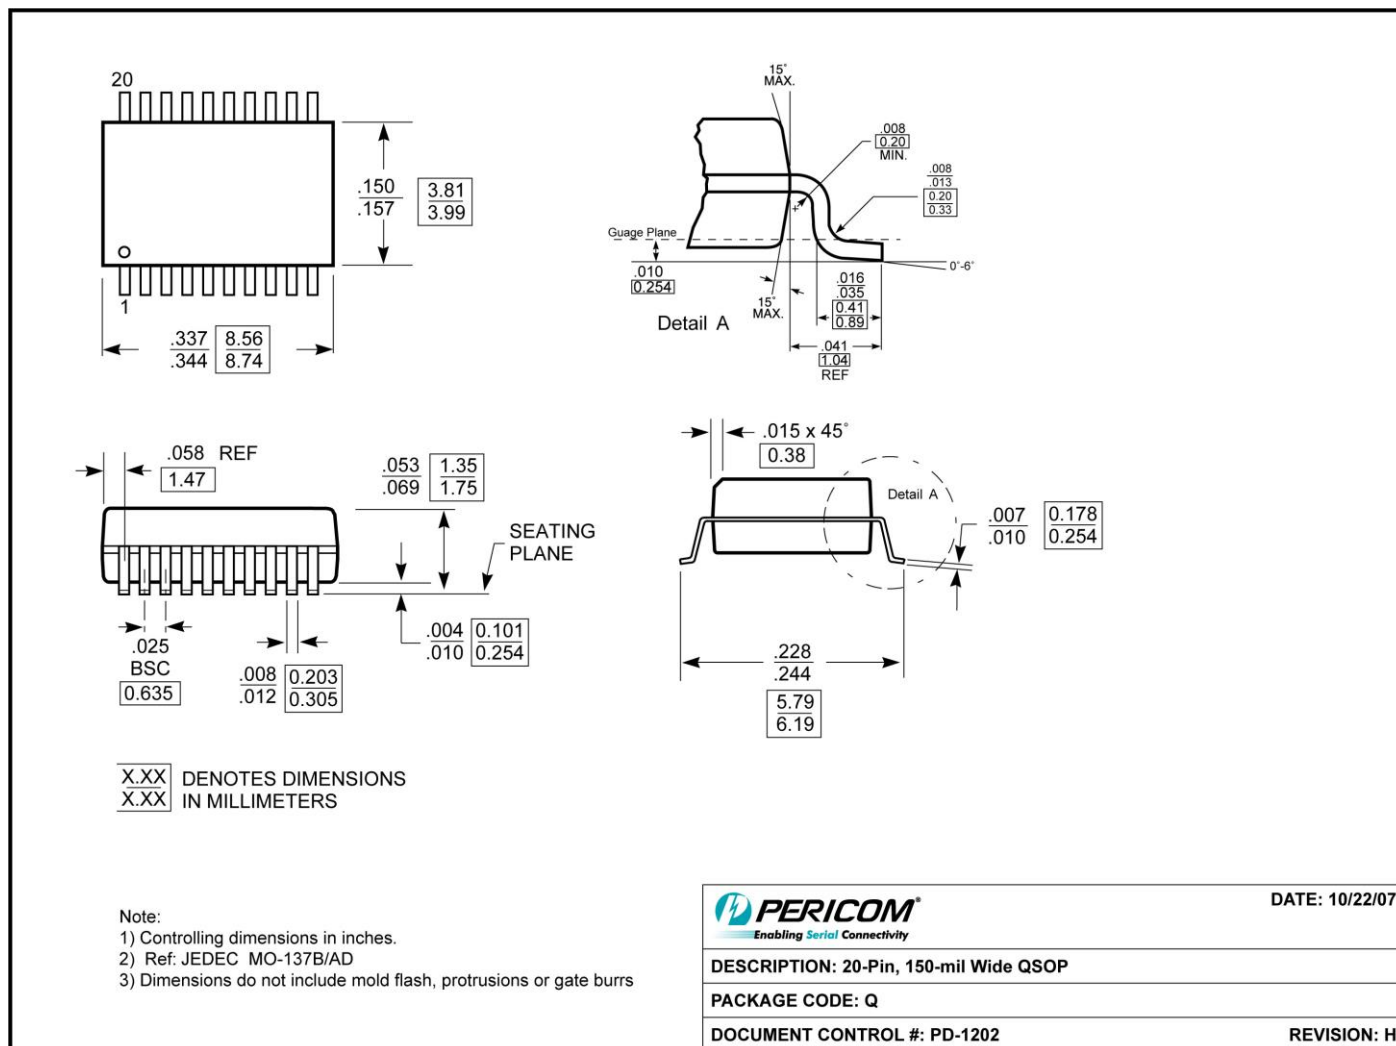 20
1
.150
.157
3.81
3.99
.337
.344
8.56
8.74
15°
MAX.
.008
0.20
MIN.
.008
.013
0.20
0.33
Guage Plane
.010
0.254
Detail A
15°
MAX.
.016
.035
0.41
0.89
0°-6°
.041
1.04
REF
.058 REF
1.47
.053
.069
1.35
1.75
SEATING
PLANE
.004
.010
0.101
0.254
.025
BSC
0.635
.008
.012
0.203
0.305
.015 x 45°
0.38
Detail A
.007
.010
0.178
0.254
.228
.244
5.79
6.19
X.XX
X.XX
DENOTES DIMENSIONS
IN MILLIMETERS
Note:
1) Controlling dimensions in inches.
2) Ref: JEDEC MO-137B/AD
3) Dimensions do not include mold flash, protrusions or gate burrs
PERICOM®
Enabling Serial Connectivity
DATE: 10/22/07
DESCRIPTION: 20-Pin, 150-mil Wide QSOP
PACKAGE CODE: Q
DOCUMENT CONTROL #: PD-1202
REVISION: H